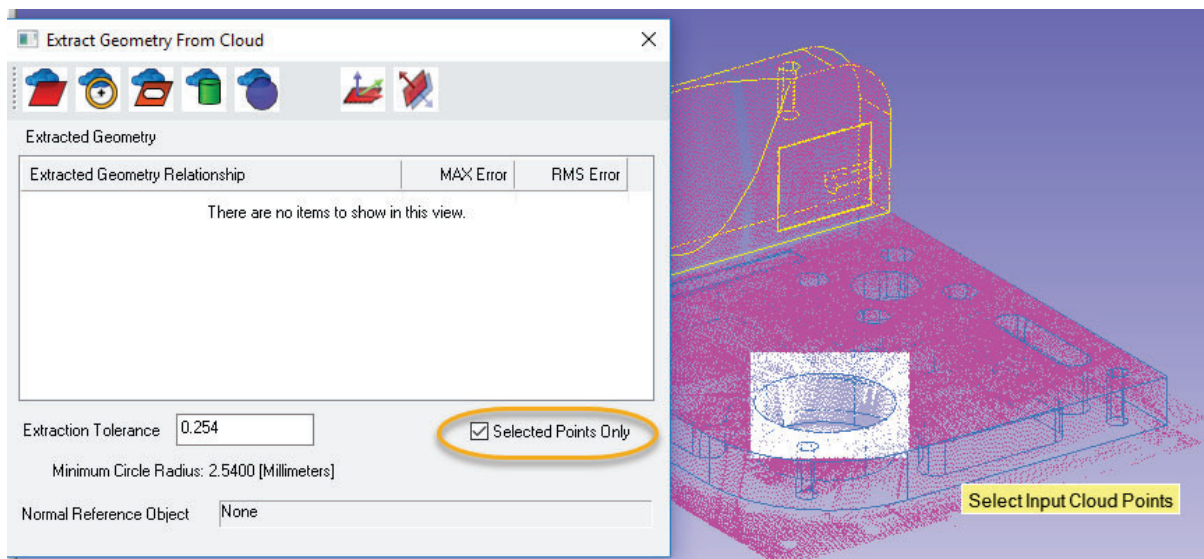 Extract Geometry From Cloud
Extracted Geometry
Extracted Geometry Relationship MAX Error RMS Error
There are no items to show in this view.
Extraction Tolerance 0.254 Selected Points Only
Minimum Circle Radius: 2.5400 [Millimeters]
Normal Reference Object None
Select Input Cloud Points